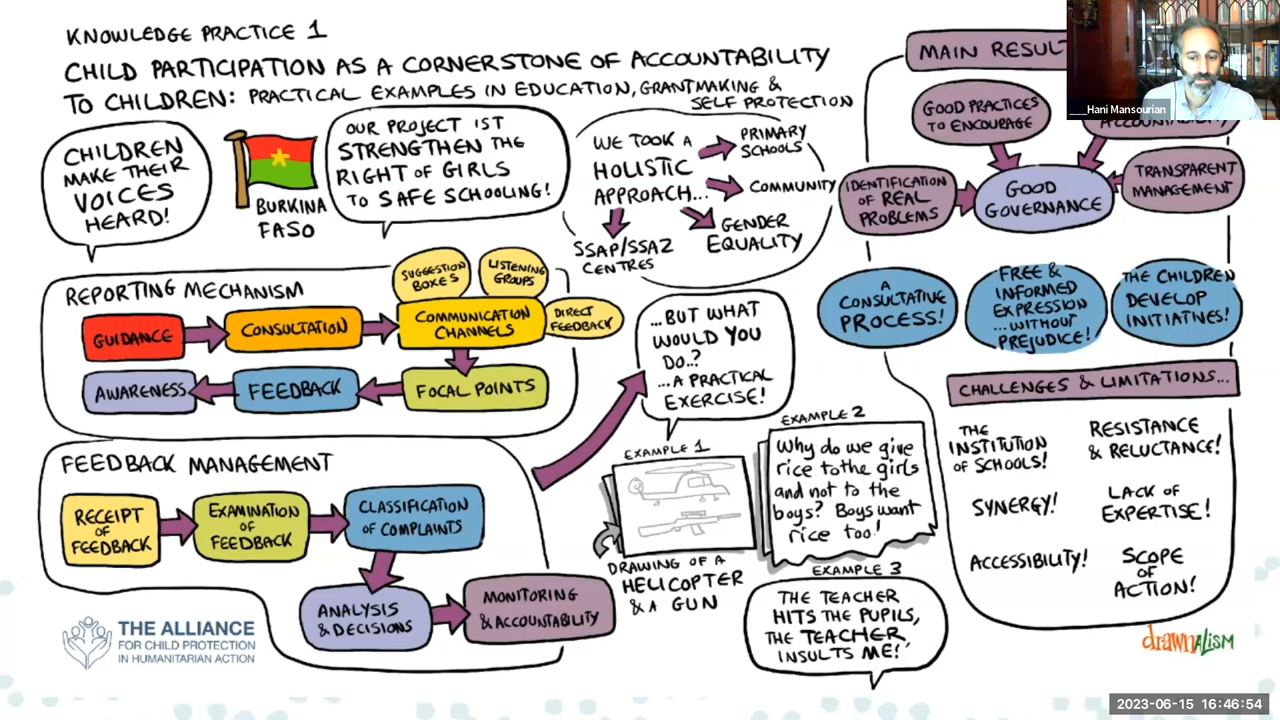 KNOWLEDGE PRACTICE 1
CHILD PARTICIPATION AS A CORNERSTONE OF ACCOUNTABILITY
TO CHILDREN: PRACTICAL EXAMPLES IN EDUCATION, GRANTMAKING &
SELF PROTECTION
CHILDREN
MAKE THEIR
VOICES
HEARD!
BURKINA
FASO
OUR PROJECT IST
STRENGTHEN THE
RIGHT OF GIRLS
TO SAFE SCHOOLING!
WE TOOK A
HOLISTIC
APPROACH...
PRIMARY
SCHOOLS
COMMUNITY
GENDER
EQUALITY
SSAP/SSA2
CENTRES
REPORTING MECHANISM
GUIDANCE
CONSULTATION
COMMUNICATION
CHANNELS
SUGGESTION
BOXES
LISTENING
GROUPS
DIRECT
FEEDBACK
FOCAL POINTS
FEEDBACK
AWARENESS
FEEDBACK MANAGEMENT
RECEIPT
OF
FEEDBACK
EXAMINATION
OF
FEEDBACK
CLASSIFICATION
OF COMPLAINTS
ANALYSIS
& DECISIONS
MONITORING
& ACCOUNTABILITY
...BUT WHAT
WOULD YOU
DO..?
...A PRACTICAL
EXERCISE!
EXAMPLE 1
DRAWING OF A
HELICOPTER
& A GUN
EXAMPLE 2
Why do we give
rice to the girls
and not to the
boys? Boys want
rice too!
EXAMPLE 3
THE TEACHER
HITS THE PUPILS,
THE TEACHER
INSULTS ME!'
MAIN RESULT
GOOD PRACTICES
TO ENCOURAGE
ACCOUNTABILITY
IDENTIFICATION
OF REAL
PROBLEMS
GOOD
GOVERNANCE
TRANSPARENT
MANAGEMENT
A
CONSULTATIVE
PROCESS!
FREE &
INFORMED
EXPRESSION
...WITHOUT
PREJUDICE!
THE CHILDREN
DEVELOP
INITIATIVES!
CHALLENGES & LIMITATIONS...
THE
INSTITUTION
OF SCHOOLS!
RESISTANCE
& RELUCTANCE!
SYNERGY!
LACK OF
EXPERTISE!
ACCESSIBILITY!
SCOPE
OF
ACTION!
THE ALLIANCE
FOR CHILD PROTECTION
IN HUMANITARIAN ACTION
drawnalism
___Hani Mansourian
2023-06-15 16:46:54